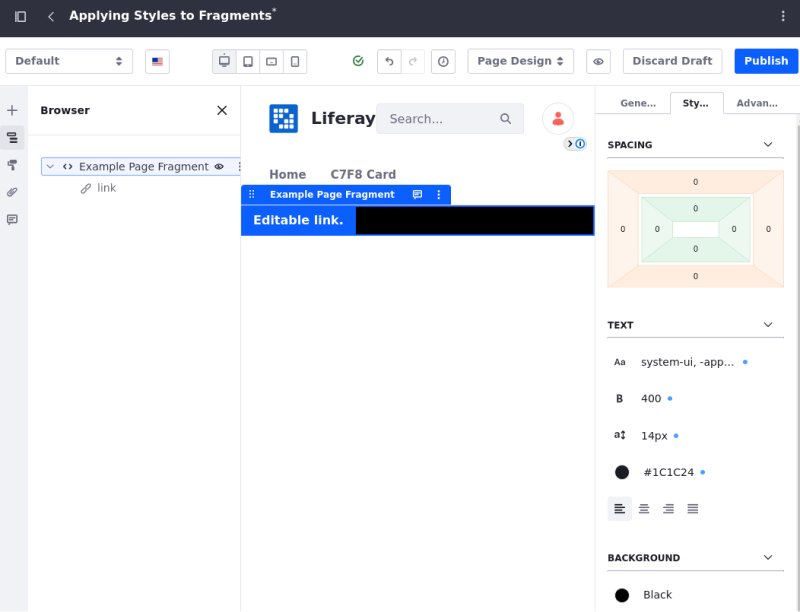 Applying Styles to Fragments*
Default
Page Design
Discard Draft
Publish
Browser
Example Page Fragment
link
Liferay
Search...
Home C7F8 Card
Example Page Fragment
Editable link.
Gene... Sty... Advan...
SPACING
0
0
0 0 0 0
0
0
TEXT
Aa system-ui, -app...
B 400
a 14px
#1C1C24
BACKGROUND
Black